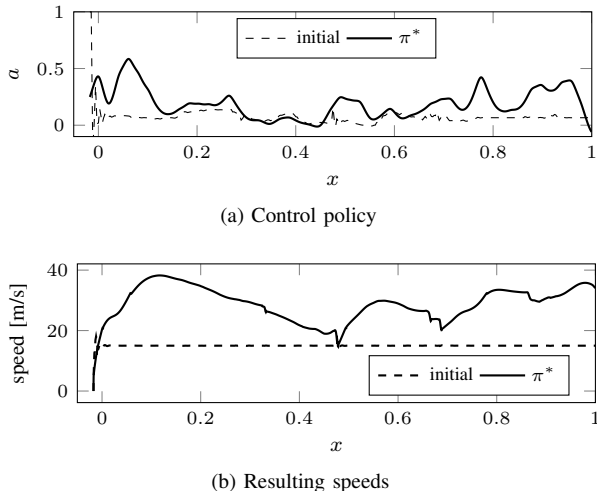 1
0.5
0
a
initial π*
0 0.2 0.4 0.6 0.8 1
x
(a) Control policy
40
20
0
speed [m/s]
initial π*
0 0.2 0.4 0.6 0.8 1
x
(b) Resulting speeds